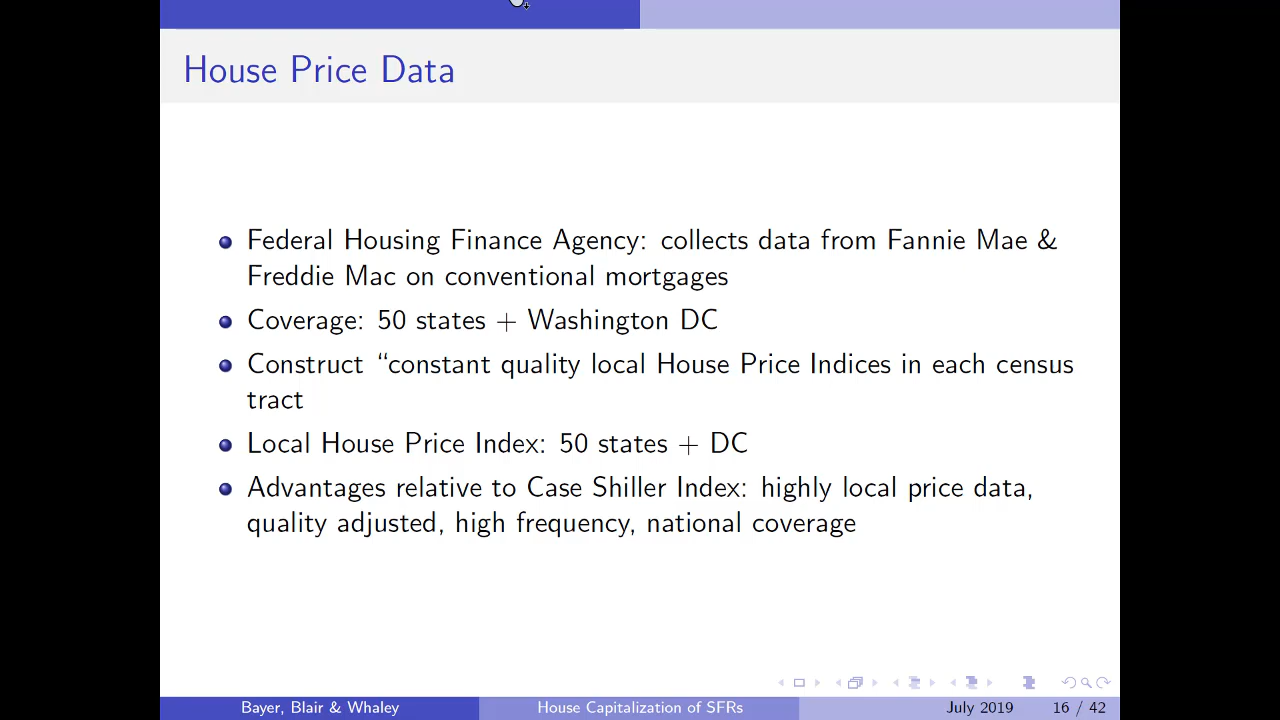 House Price Data
Federal Housing Finance Agency: collects data from Fannie Mae &
Freddie Mac on conventional mortgages
Coverage: 50 states + Washington DC
Construct “constant quality local House Price Indices in each census
tract
Local House Price Index: 50 states + DC
Advantages relative to Case Shiller Index: highly local price data,
quality adjusted, high frequency, national coverage
Bayer, Blair & Whaley House Capitalization of SFRs July 2019 16 / 42